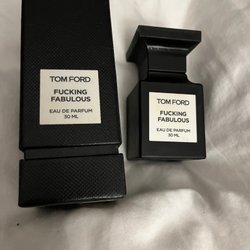 TOM FORD
FUCKING
FABULOUS
EAU DE PARFUM
30 ML
TOM FORD
FUCKING
FABULOUS
EAU DE PARFUM
30 ML